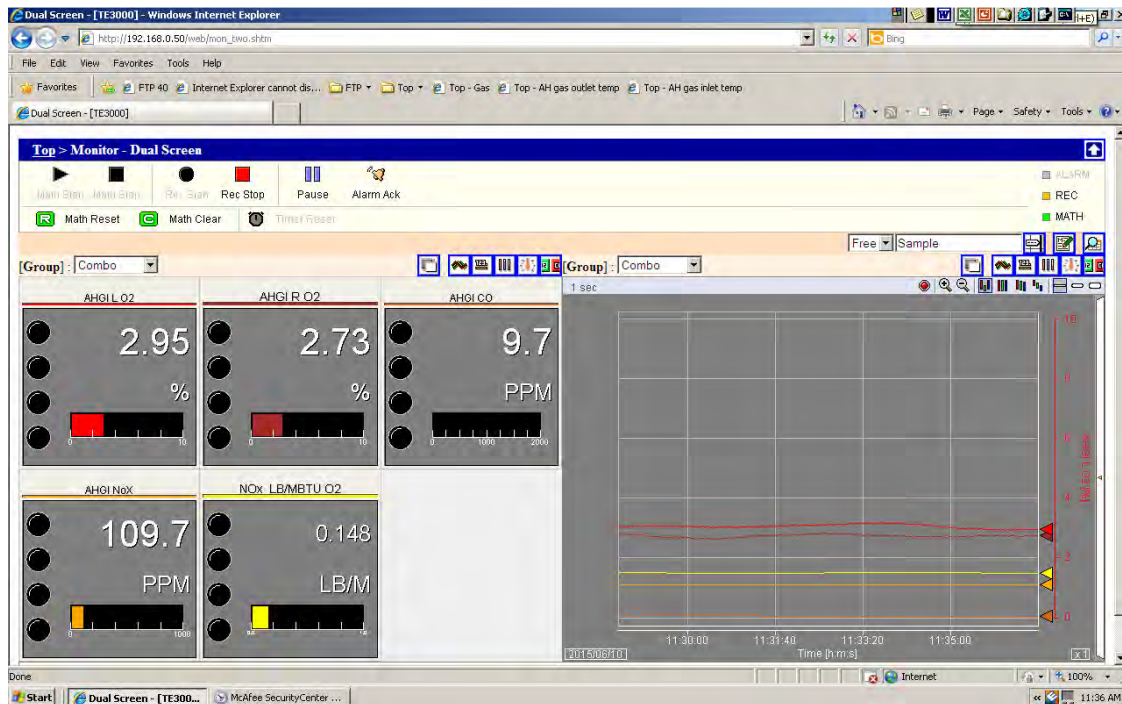 Dual Screen - [TE3000] - Windows Internet Explorer
http://192.168.0.50/web/mon_two.shtm
Bing
File Edit View Favorites Tools Help
Favorites FTP 40 Internet Explorer cannot dis... FTP Top Top - Gas Top - AH gas outlet temp Top - AH gas inlet temp
Dual Screen - [TE3000] Page Safety Tools
Top > Monitor - Dual Screen
Rec Stop Pause Alarm Ack
ALARM
REC
Math Reset Math Clear Timer Reset
MATH
Free Sample
[Group] : Combo [Group] : Combo
1 sec
AHGI L O2 AHGI R O2 AHGI CO
2.95 2.73 9.7
% % PPM
0 10 0 10 0 1000 2000
AHGI NoX NOx LB/MBTU O2
109.7 0.148
PPM LB/M
0 1000
10
8
6
4
2
0
11:30:00 11:31:40 11:33:20 11:35:00
2015/06/10 Time [h:m:s] x 1
Done Internet 100%
Start Dual Screen - [TE300... McAfee SecurityCenter ... 11:36 AM